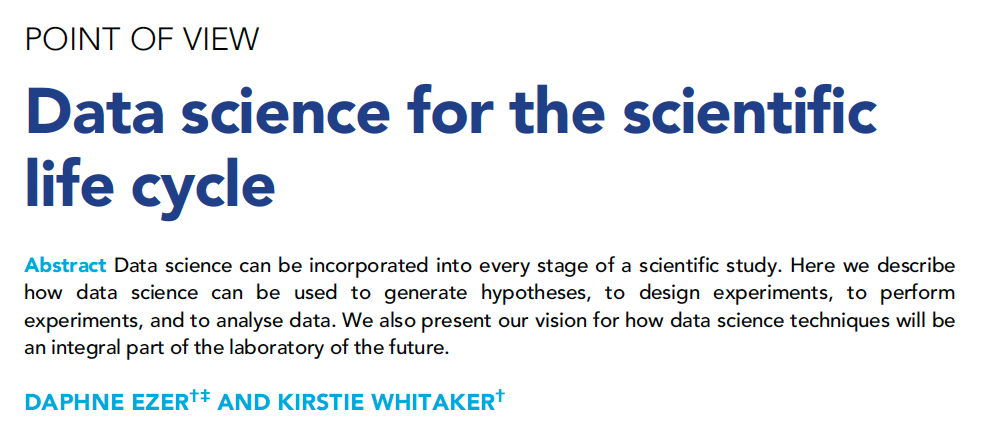 POINT OF VIEW
Data science for the scientific
life cycle
Abstract Data science can be incorporated into every stage of a scientific study. Here we describe
how data science can be used to generate hypotheses, to design experiments, to perform
experiments, and to analyse data. We also present our vision for how data science techniques will be
an integral part of the laboratory of the future.
DAPHNE EZER†‡ AND KIRSTIE WHITAKER†